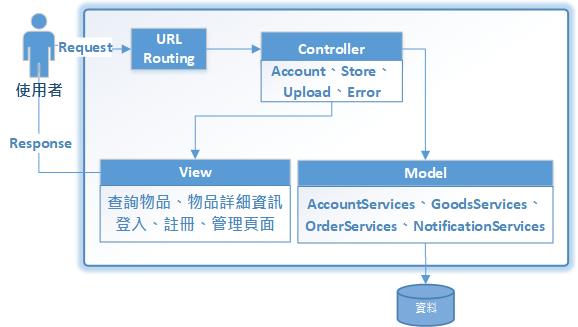 使用者
Request
URL
Routing
Controller
Account、Store、
Upload、Error
Response
View
查詢物品、物品詳細資訊
登入、註冊、管理頁面
Model
AccountServices、GoodsServices、
OrderServices、NotificationServices
資料